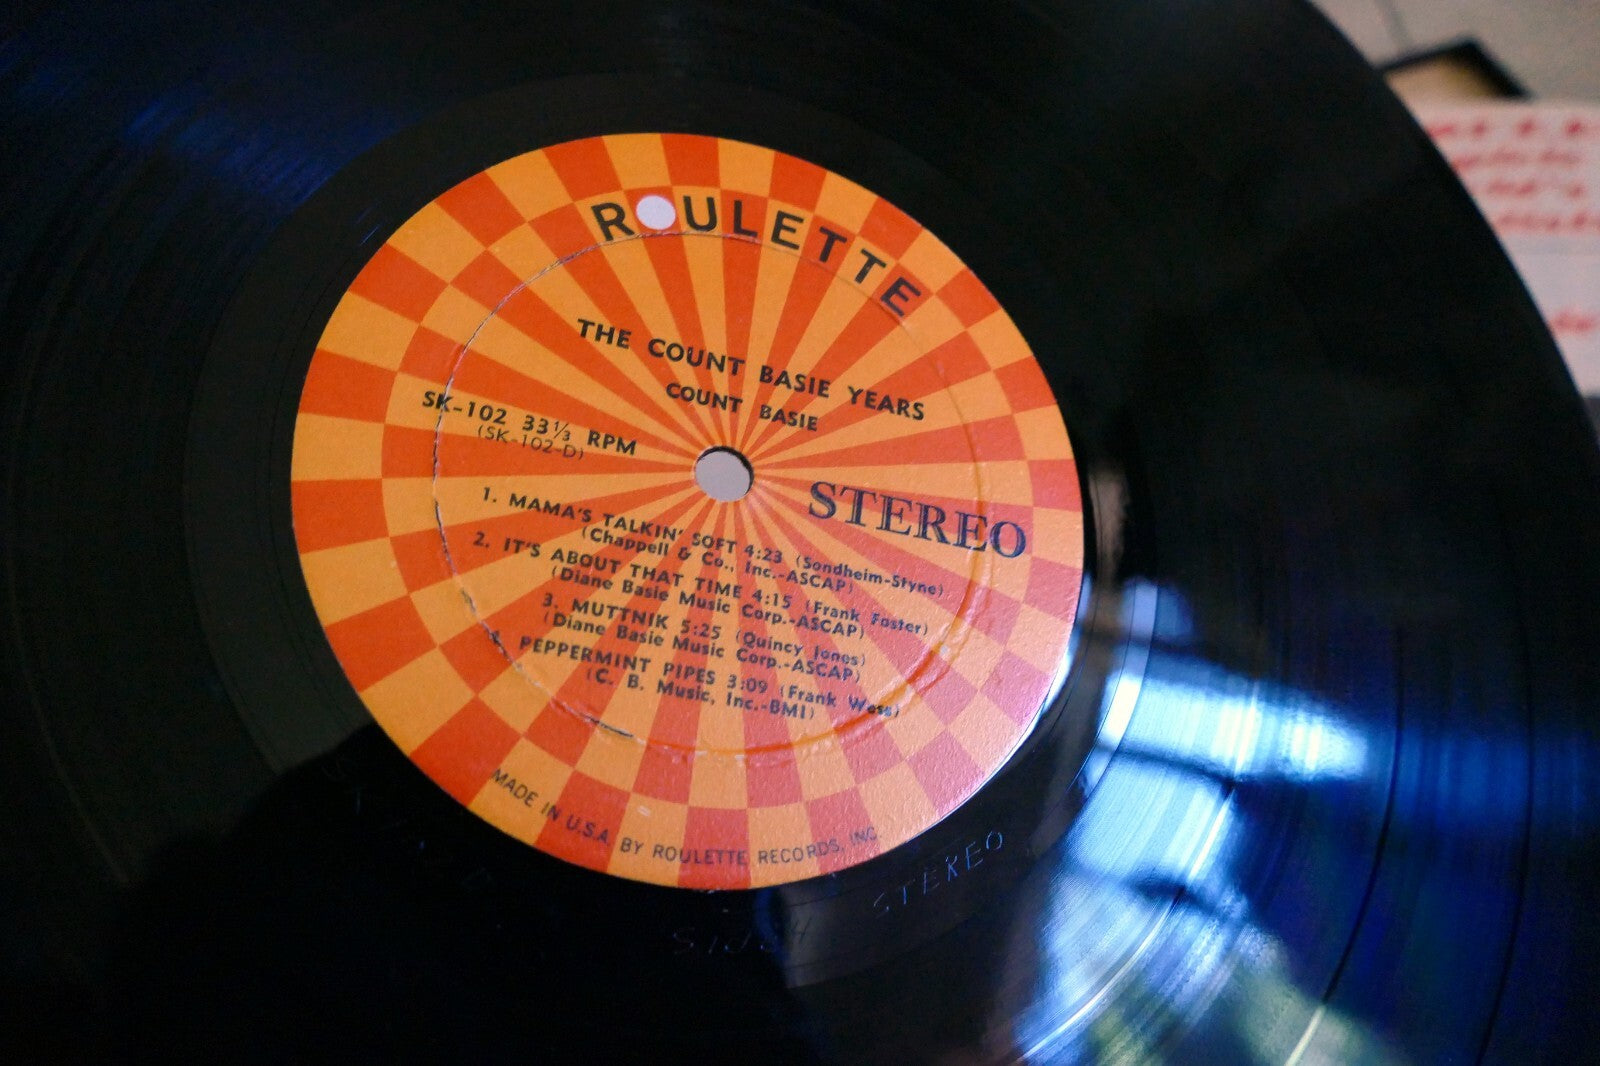 ROULETTE
THE COUNT BASIE YEARS
COUNT BASIE
SK-102 33⅓ RPM
(SK-102-D)
STEREO
1. MAMA'S TALKIN' SOFT 4:23 (Sondheim-Styne)
(Chappell & Co., Inc.-ASCAP)
2. IT'S ABOUT THAT TIME 4:15 (Frank Foster)
(Diane Basie Music Corp.-ASCAP)
3. MUTTNIK 5:25 (Quincy Jones)
(Diane Basie Music Corp.-ASCAP)
4. PEPPERMINT PIPES 3:09 (Frank Wess)
(C. B. Music, Inc.-BMI)
MADE IN U.S.A. BY ROULETTE RECORDS, INC.
STEREO